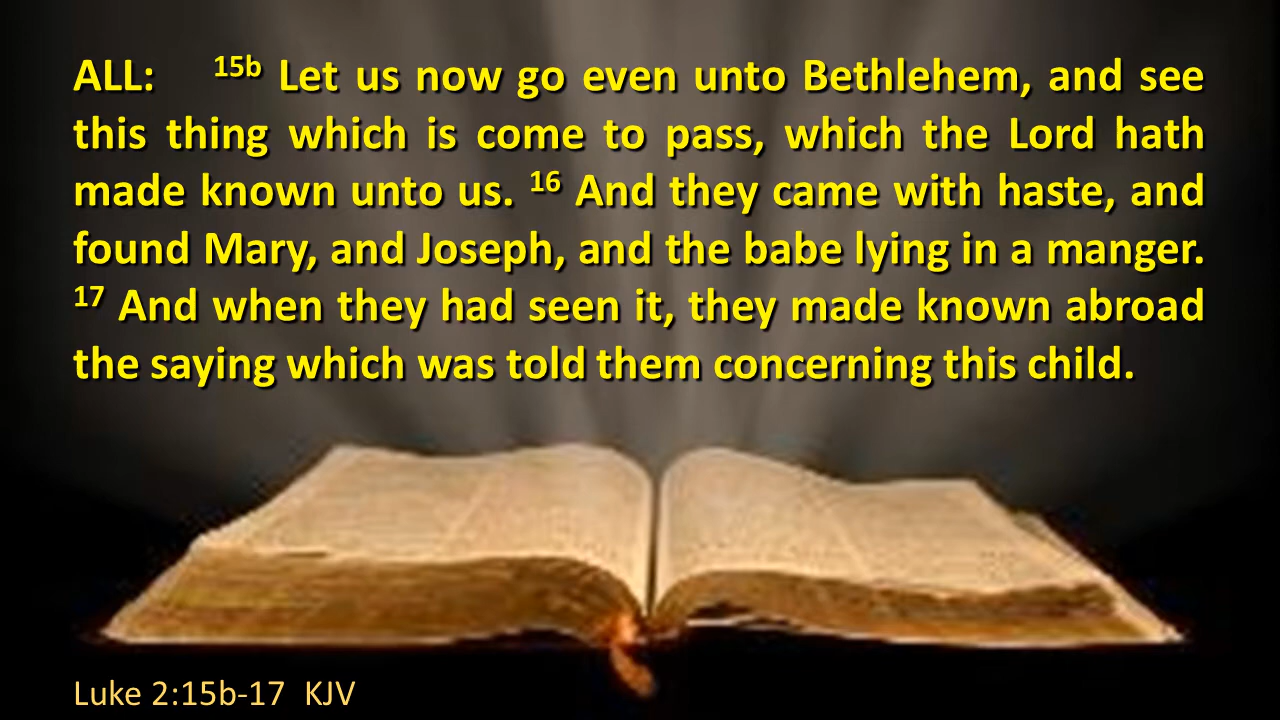 ALL: 15b Let us now go even unto Bethlehem, and see
this thing which is come to pass, which the Lord hath
made known unto us. 16 And they came with haste, and
found Mary, and Joseph, and the babe lying in a manger.
17 And when they had seen it, they made known abroad
the saying which was told them concerning this child.
Luke 2:15b-17 KJV